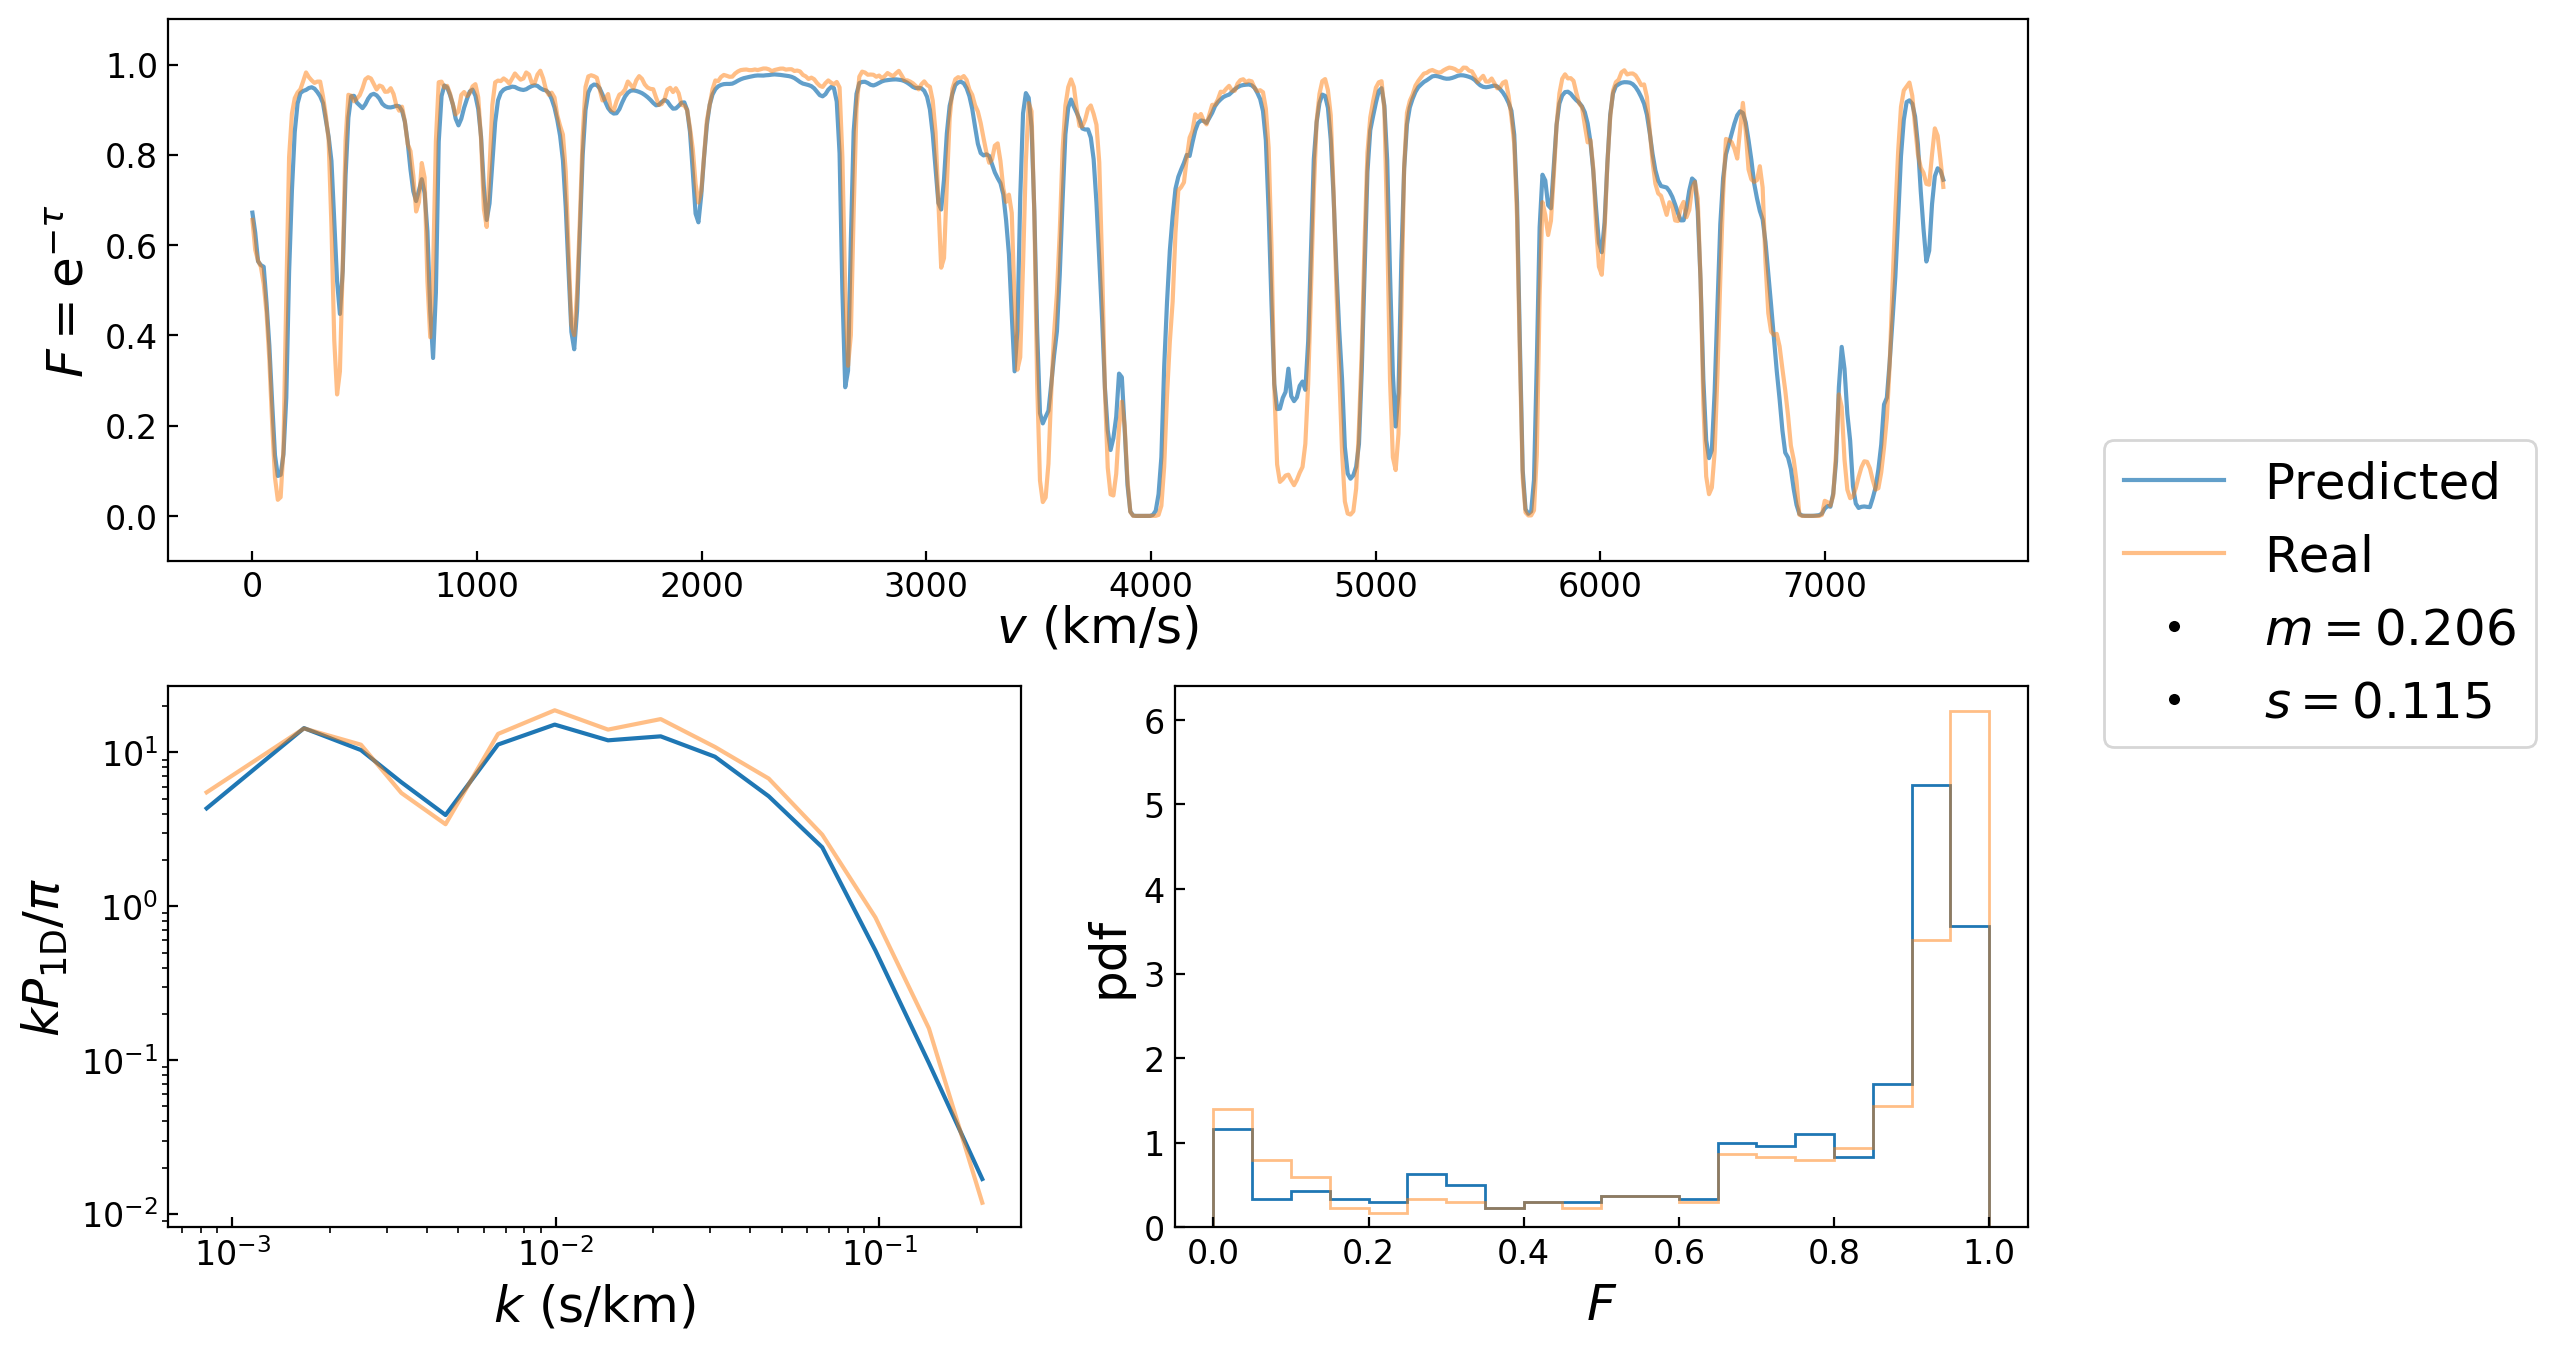 1.0
0.8
0.6
0.4
0.2
0.0
F = e^{-τ}
0 1000 2000 3000 4000 5000 6000 7000
v (km/s)
Predicted
Real
m = 0.206
s = 0.115
10^1
10^0
10^{-1}
10^{-2}
kP_{1D}/π
10^{-3} 10^{-2} 10^{-1}
k (s/km)
6
5
4
3
2
1
0
pdf
0.0 0.2 0.4 0.6 0.8 1.0
F